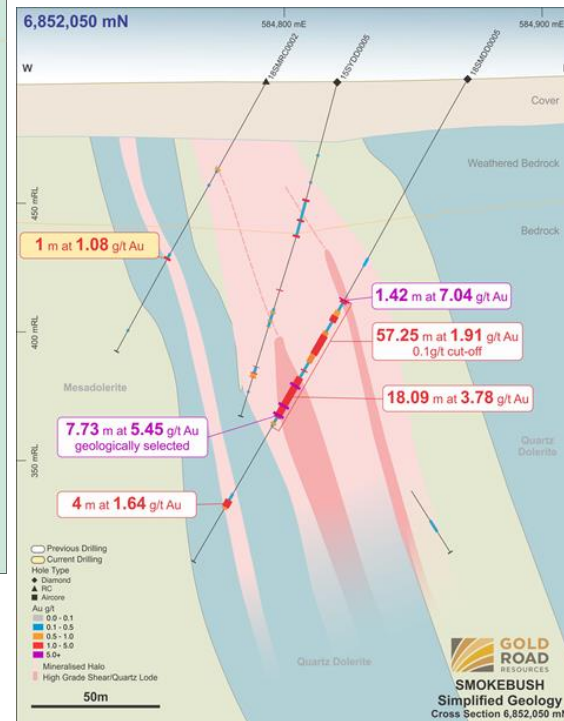 6,852,050 mN
584,800 mE
584,900 mE
W
18SMRC0002
15SYDD0005
18SMDD0005
Cover
Weathered Bedrock
Bedrock
450 mRL
1 m at 1.08 g/t Au
1.42 m at 7.04 g/t Au
400 mRL
57.25 m at 1.91 g/t Au
0.1g/t cut-off
Mesadolerite
18.09 m at 3.78 g/t Au
7.73 m at 5.45 g/t Au
geologically selected
Quartz
Dolerite
350 mRL
4 m at 1.64 g/t Au
Previous Drilling
Current Drilling
Hole Type
Diamond
RC
Aircore
Au g/t
0.0 - 0.1
0.1 - 0.5
0.5 - 1.0
1.0 - 5.0
5.0+
Mineralised Halo
High Grade Shear/Quartz Lode
50m
Quartz Dolerite
GOLD
ROAD
RESOURCES
SMOKEBUSH
Simplified Geology
Cross Section 6,852,050 mN